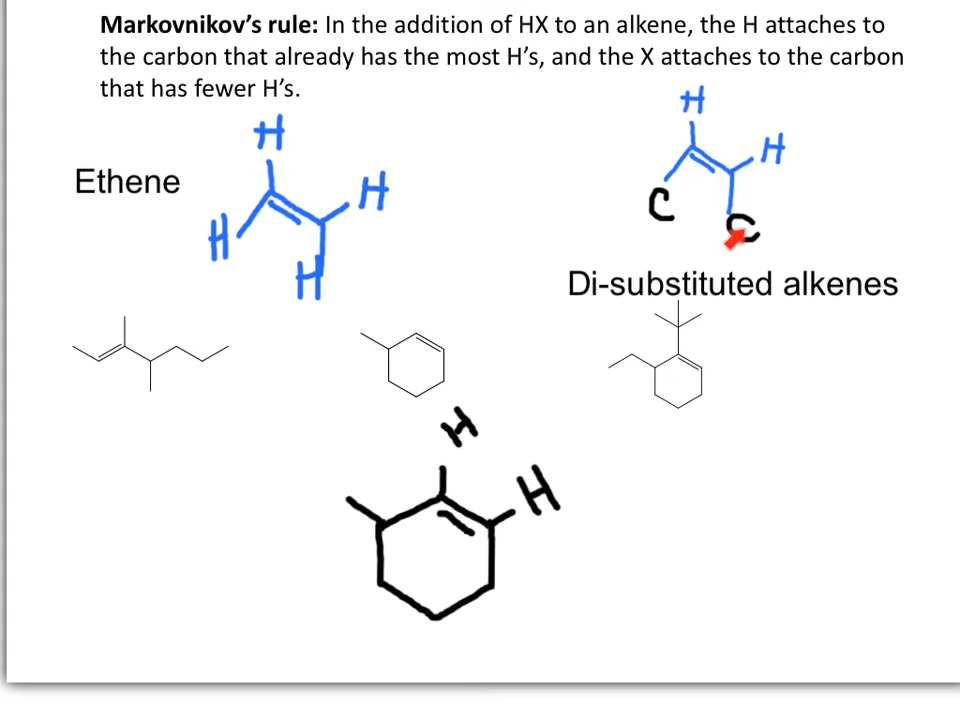 Markovnikov's rule: In the addition of HX to an alkene, the H attaches to
the carbon that already has the most H's, and the X attaches to the carbon
that has fewer H's.
H
H
H
Ethene
H
C
H
C
H
Di-substituted alkenes
H
H